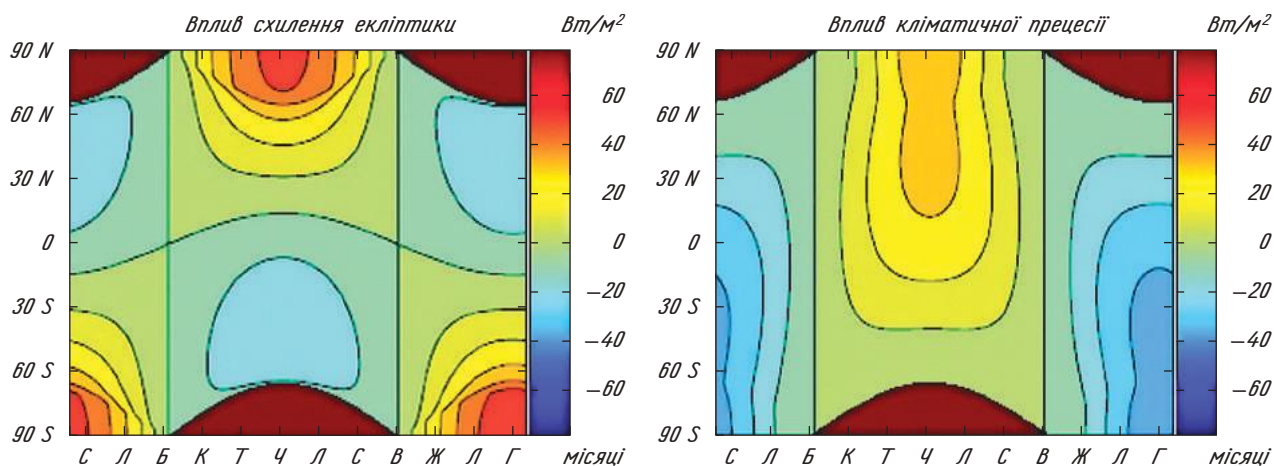 Вплив схилення екліптики
Вт/м²
90 N
60 N
30 N
0
30 S
60 S
90 S
60
40
20
0
−20
−40
−60
С Л Б К Т Ч Л С В Ж Л Г місяці
Вплив кліматичної прецесії
Вт/м²
90 N
60 N
30 N
0
30 S
60 S
90 S
60
40
20
0
−20
−40
−60
С Л Б К Т Ч Л С В Ж Л Г місяці